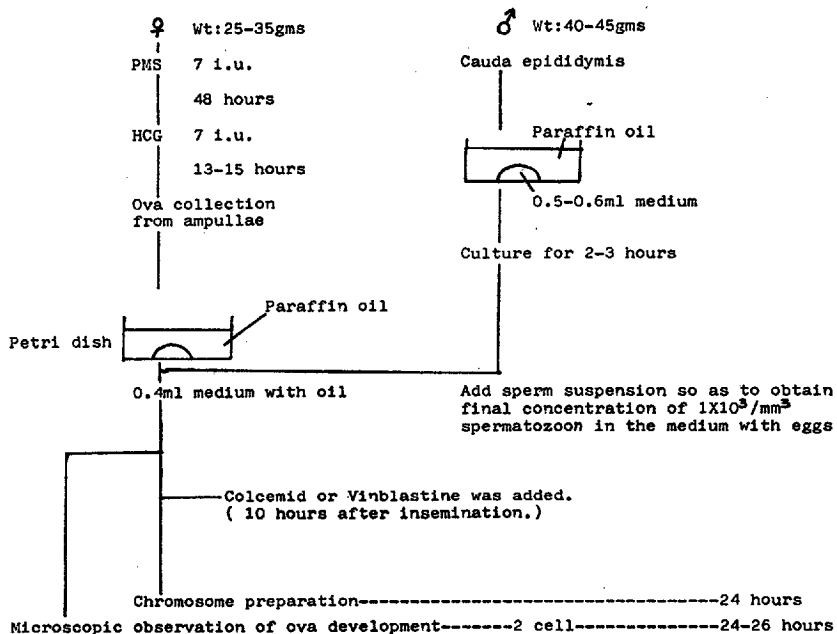 ♀ Wt:25-35gms
PMS 7 i.u.
48 hours
HCG 7 i.u.
13-15 hours
Ova collection
from ampullae
Petri dish
Paraffin oil
0.4ml medium with oil
♂ Wt:40-45gms
Cauda epididymis
Paraffin oil
0.5-0.6ml medium
Culture for 2-3 hours
Add sperm suspension so as to obtain
final concentration of 1X10³/mm³
spermatozoon in the medium with eggs
Colcemid or Vinblastine was added.
( 10 hours after insemination.)
Chromosome preparation-----------------------------------24 hours
Microscopic observation of ova development-------2 cell--------------24-26 hours